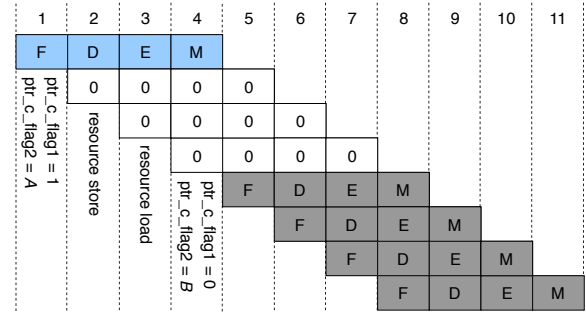 1 2 3 4 5 6 7 8 9 10 11
F D E M
0 0 0 0
0 0 0 0
0 0 0 0
F D E M
F D E M
F D E M
F D E M
ptr_c_flag1 = 1
ptr_c_flag2 = A
resource store
resource load
ptr_c_flag1 = 0
ptr_c_flag2 = B